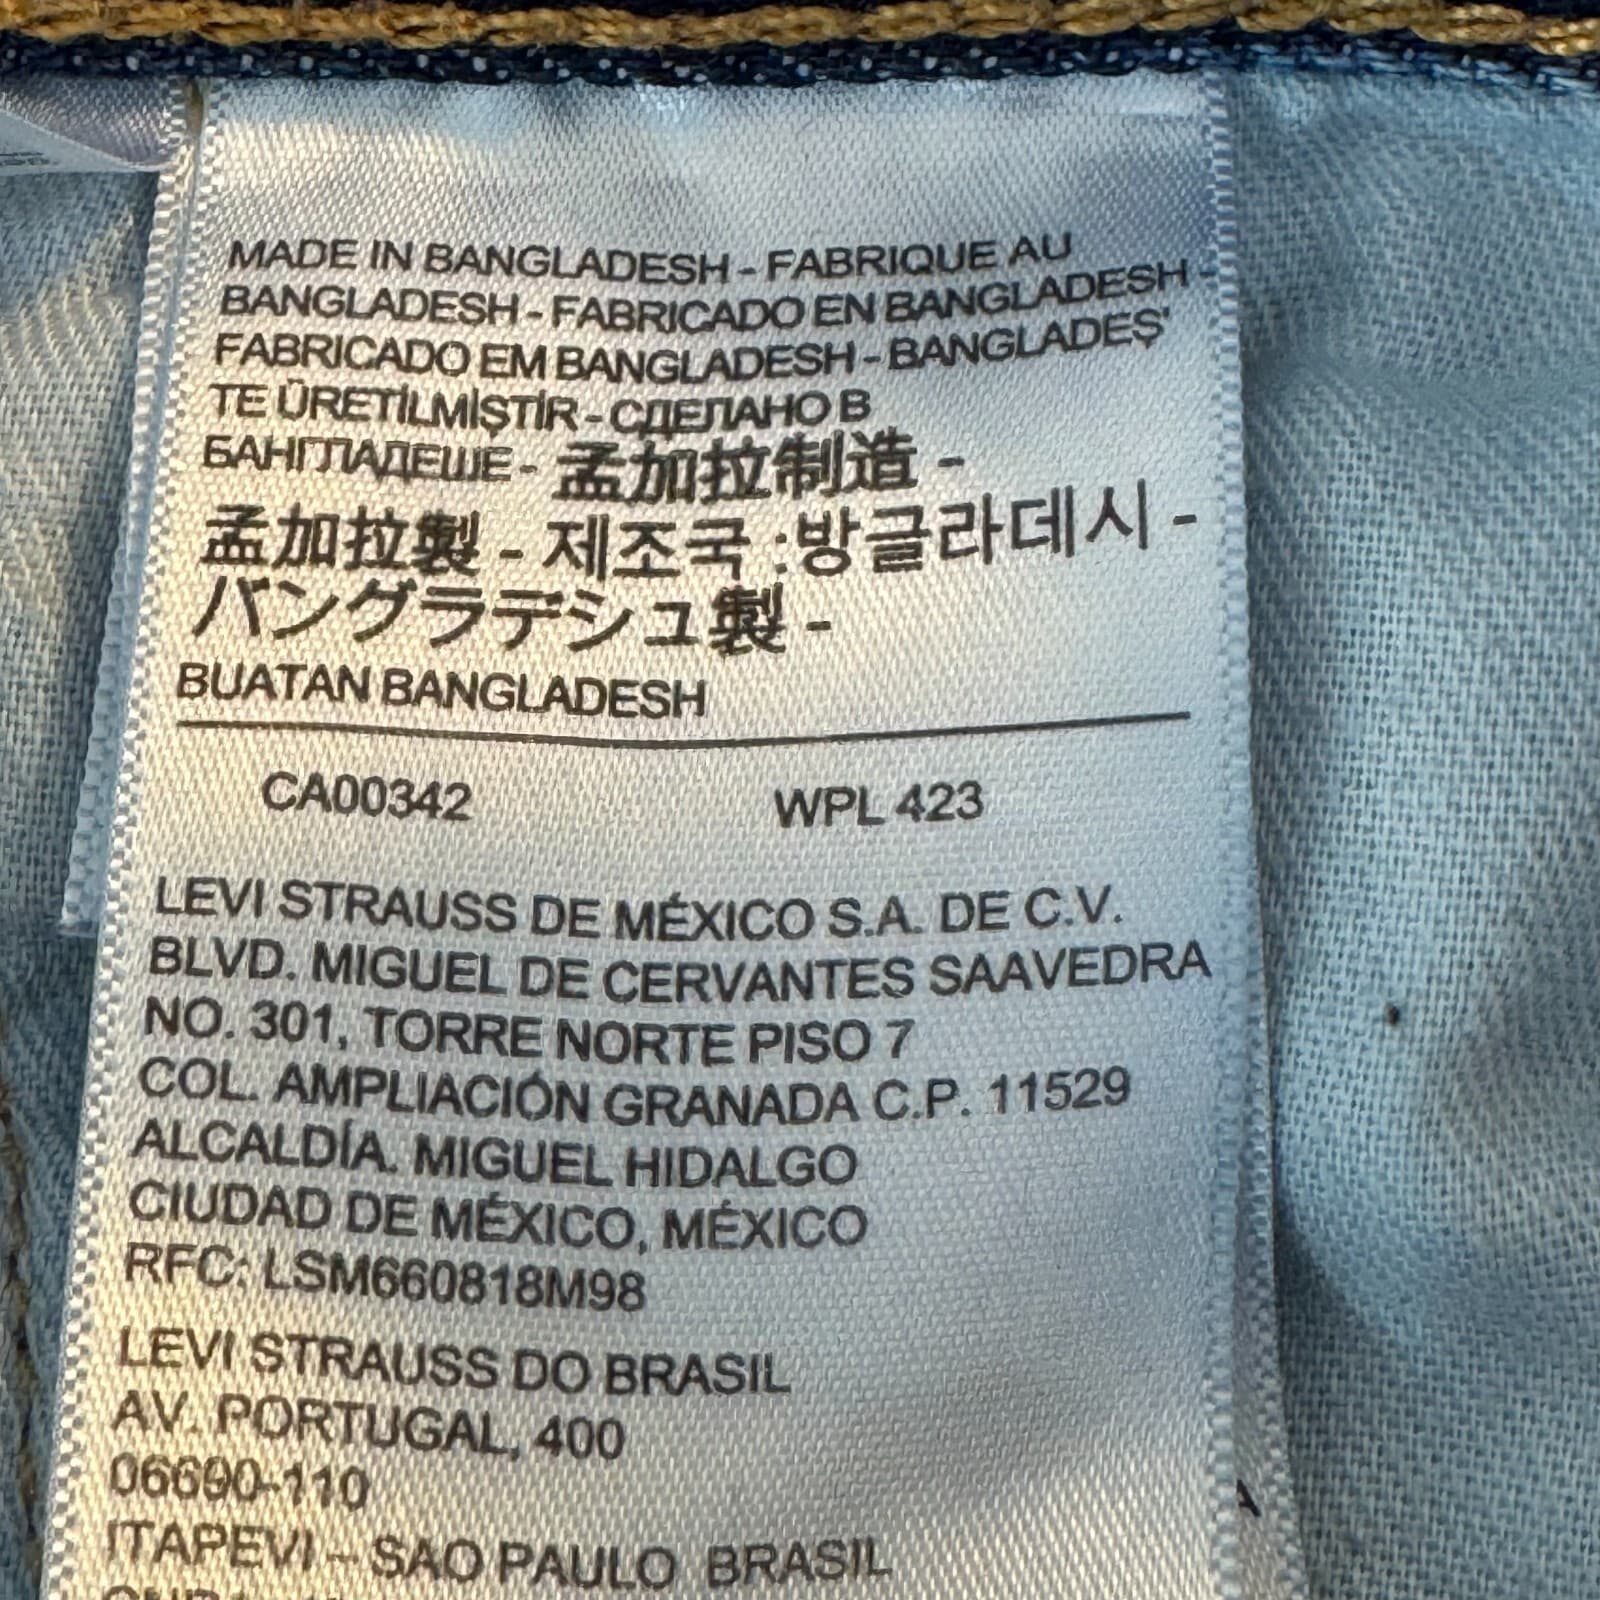 MADE IN BANGLADESH - FABRIQUE AU
BANGLADESH - FABRICADO EN BANGLADESH -
FABRICADO EM BANGLADESH - BANGLADEŞ'
TE ÜRETİLMİŞTİR - СДЕЛАНО В
БАНГЛАДЕШЕ - 孟加拉制造 -
孟加拉製 - 제조국 :방글라데시 -
バングラデシュ製 -
BUATAN BANGLADESH
CA00342 WPL 423
LEVI STRAUSS DE MÉXICO S.A. DE C.V.
BLVD. MIGUEL DE CERVANTES SAAVEDRA
NO. 301, TORRE NORTE PISO 7
COL. AMPLIACIÓN GRANADA C.P. 11529
ALCALDÍA. MIGUEL HIDALGO
CIUDAD DE MÉXICO, MÉXICO
RFC: LSM660818M98
LEVI STRAUSS DO BRASIL
AV. PORTUGAL, 400
06690-110
ITAPEVI – SAO PAULO BRASIL